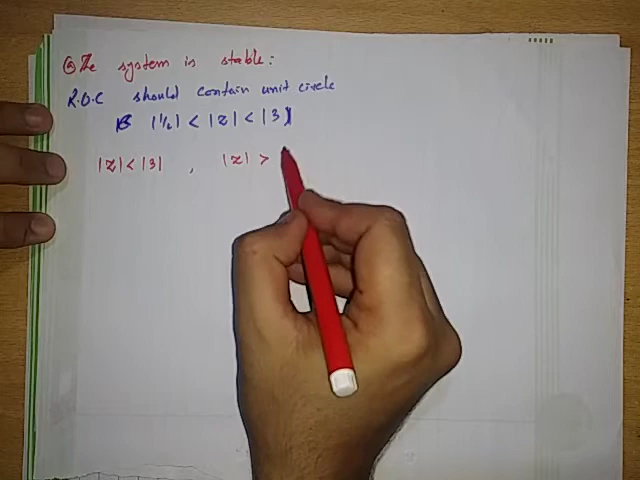 ⓐ The system is stable:
R.O.C should contain unit circle
|½| < |z| < |3|
|z| < |3| , |z| >